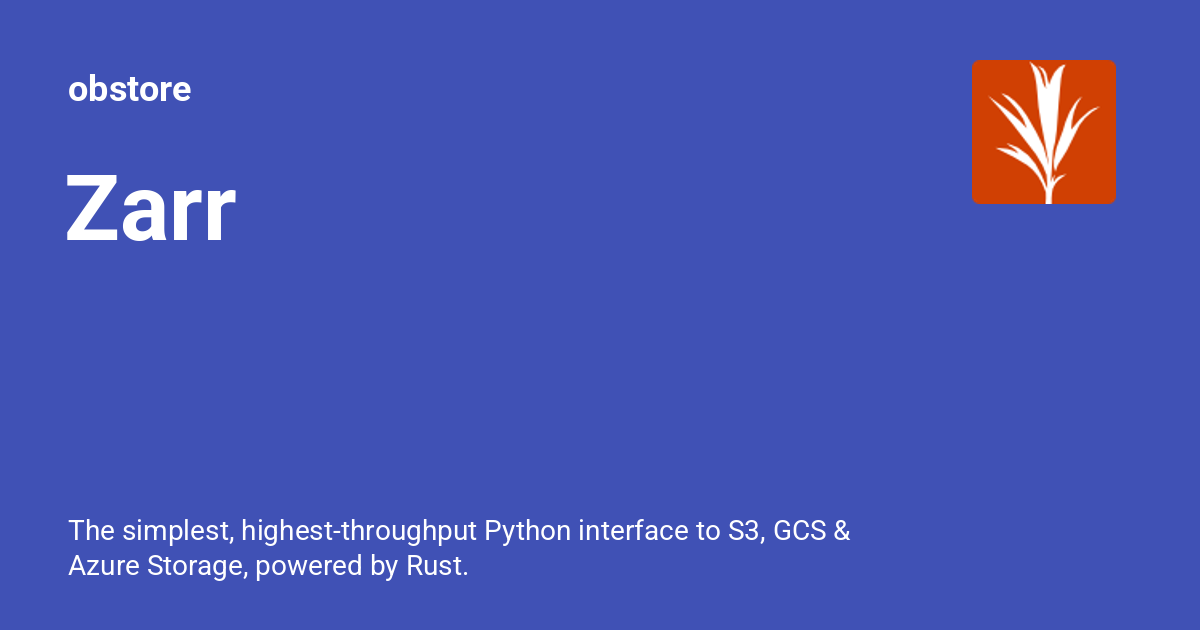 obstore
Zarr
The simplest, highest-throughput Python interface to S3, GCS &
Azure Storage, powered by Rust.